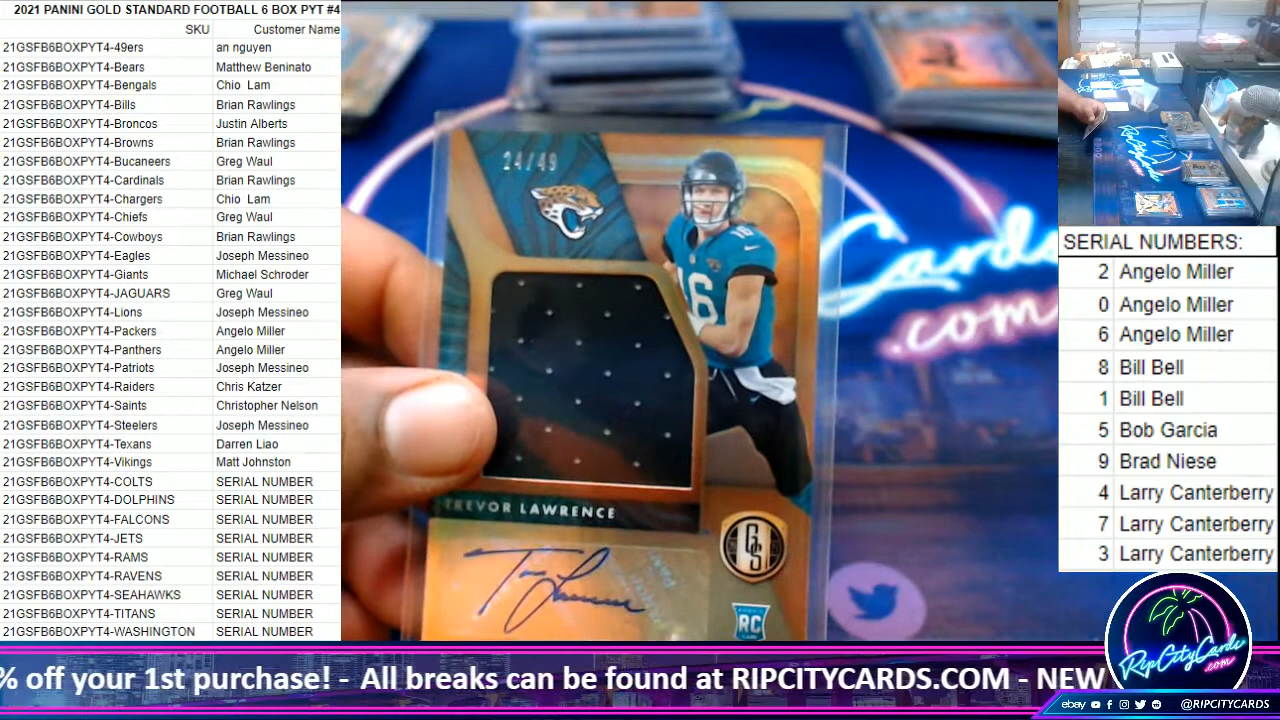 2021 PANINI GOLD STANDARD FOOTBALL 6 BOX PYT #4
SKU Customer Name
21GSFB6BOXPYT4-49ers an nguyen
21GSFB6BOXPYT4-Bears Matthew Beninato
21GSFB6BOXPYT4-Bengals Chio Lam
21GSFB6BOXPYT4-Bills Brian Rawlings
21GSFB6BOXPYT4-Broncos Justin Alberts
21GSFB6BOXPYT4-Browns Brian Rawlings
21GSFB6BOXPYT4-Bucaneers Greg Waul
21GSFB6BOXPYT4-Cardinals Brian Rawlings
21GSFB6BOXPYT4-Chargers Chio Lam
21GSFB6BOXPYT4-Chiefs Greg Waul
21GSFB6BOXPYT4-Cowboys Brian Rawlings
21GSFB6BOXPYT4-Eagles Joseph Messineo
21GSFB6BOXPYT4-Giants Michael Schroder
21GSFB6BOXPYT4-JAGUARS Greg Waul
21GSFB6BOXPYT4-Lions Joseph Messineo
21GSFB6BOXPYT4-Packers Angelo Miller
21GSFB6BOXPYT4-Panthers Angelo Miller
21GSFB6BOXPYT4-Patriots Joseph Messineo
21GSFB6BOXPYT4-Raiders Chris Katzer
21GSFB6BOXPYT4-Saints Christopher Nelson
21GSFB6BOXPYT4-Steelers Joseph Messineo
21GSFB6BOXPYT4-Texans Darren Liao
21GSFB6BOXPYT4-Vikings Matt Johnston
21GSFB6BOXPYT4-COLTS SERIAL NUMBER
21GSFB6BOXPYT4-DOLPHINS SERIAL NUMBER
21GSFB6BOXPYT4-FALCONS SERIAL NUMBER
21GSFB6BOXPYT4-JETS SERIAL NUMBER
21GSFB6BOXPYT4-RAMS SERIAL NUMBER
21GSFB6BOXPYT4-RAVENS SERIAL NUMBER
21GSFB6BOXPYT4-SEAHAWKS SERIAL NUMBER
21GSFB6BOXPYT4-TITANS SERIAL NUMBER
21GSFB6BOXPYT4-WASHINGTON SERIAL NUMBER
24/49
16
16
TREVOR LAWRENCE
GS
RC
Cards
.com
RipCity
SERIAL NUMBERS:
2 Angelo Miller
0 Angelo Miller
6 Angelo Miller
8 Bill Bell
1 Bill Bell
5 Bob Garcia
9 Brad Niese
4 Larry Canterberry
7 Larry Canterberry
3 Larry Canterberry
% off your 1st purchase! - All breaks can be found at RIPCITYCARDS.COM - NEW
RipCityCards
.com
ebay @RIPCITYCARDS